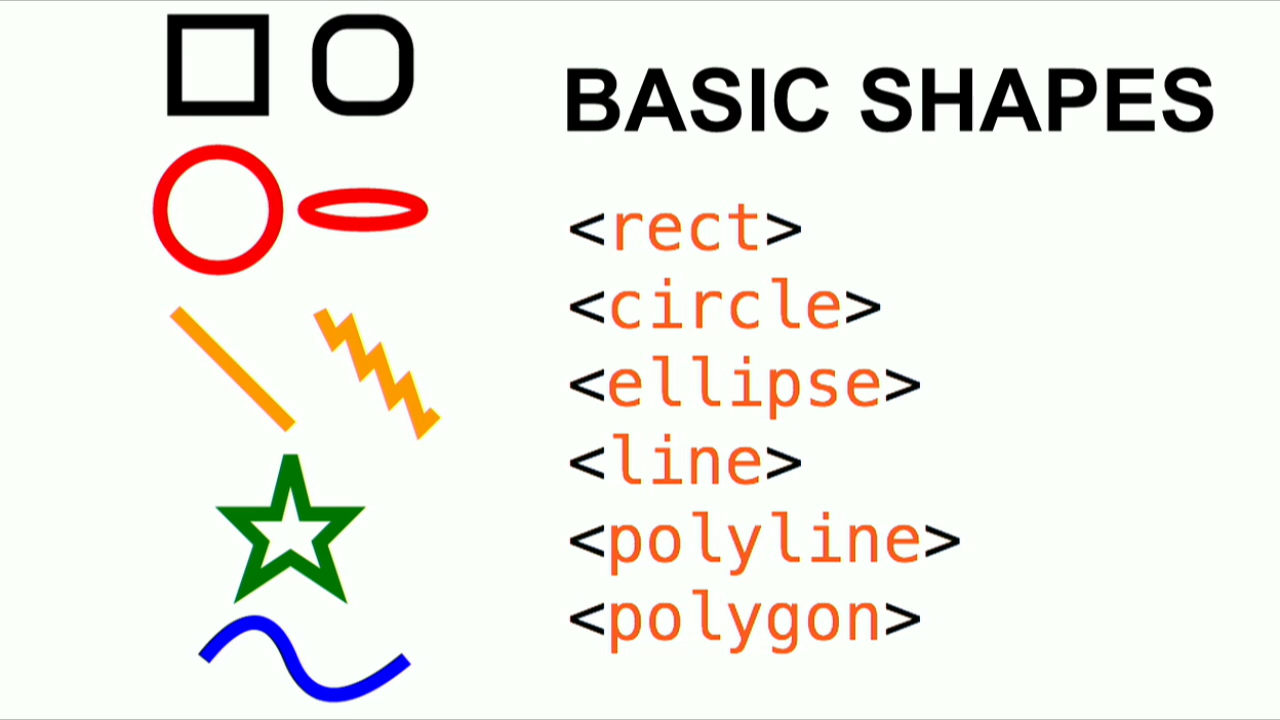 BASIC SHAPES
<rect>
<circle>
<ellipse>
<line>
<polyline>
<polygon>